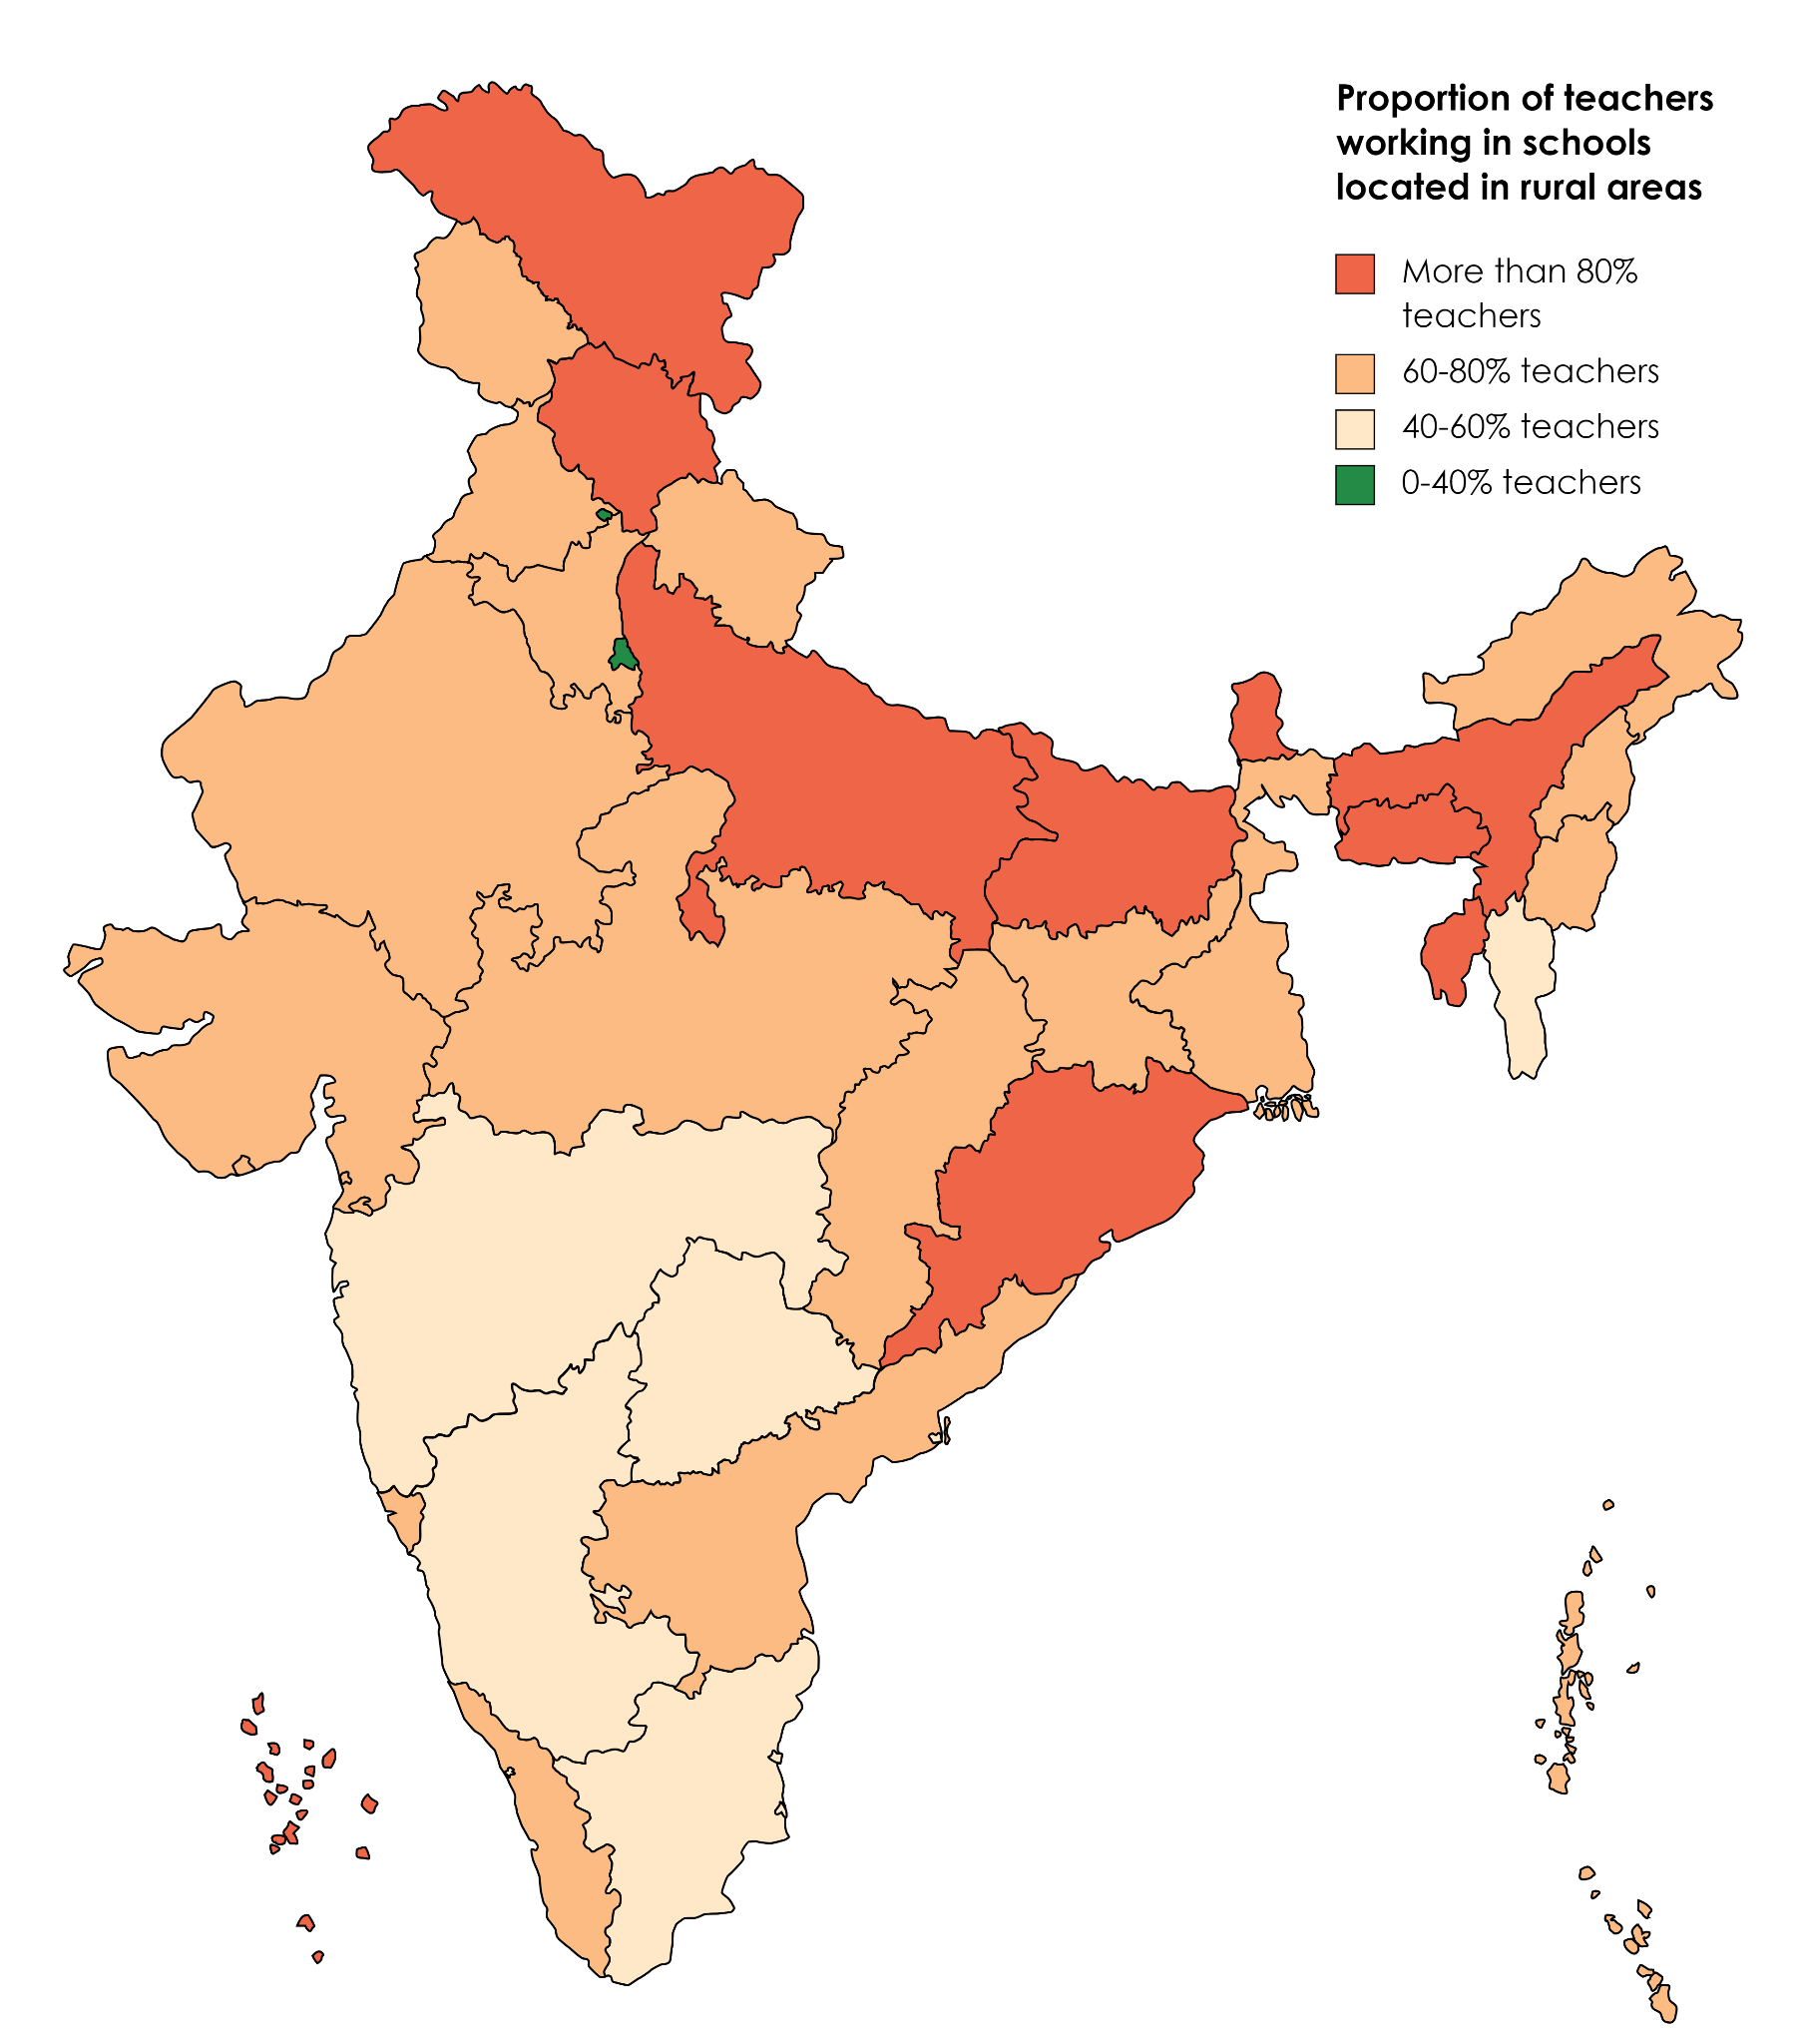 Proportion of teachers
working in schools
located in rural areas
More than 80%
teachers
60-80% teachers
40-60% teachers
0-40% teachers